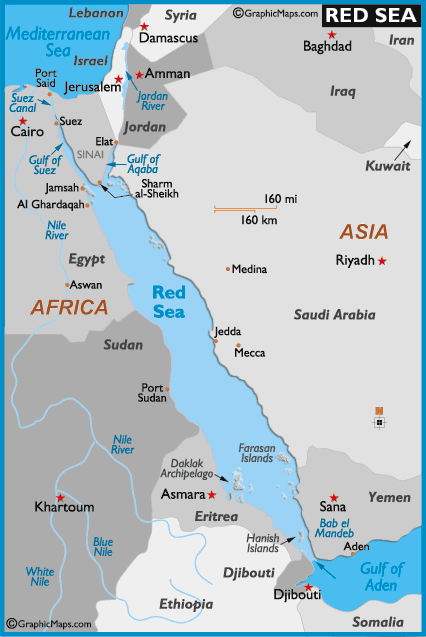 ©GraphicMaps.com
RED SEA
Lebanon
Syria
Mediterranean
Sea
Damascus
Baghdad
Iran
Israel
Port
Said
Amman
Jerusalem
Iraq
Suez
Canal
Jordan
River
Cairo
Suez
Jordan
Elat
SINAI
Kuwait
Gulf of
Suez
Gulf of
Aqaba
Jamsah
Sharm
al-Sheikh
Al Ghardaqah
160 mi
160 km
Nile
River
ASIA
Egypt
Medina
Riyadh
Aswan
Red
Sea
AFRICA
Saudi Arabia
Jedda
Mecca
Sudan
Port
Sudan
N
Nile
River
Farasan
Islands
Daklak
Archipelago
Asmara
Khartoum
Sana
Yemen
Eritrea
Bab el
Mandeb
Hanish
Islands
Aden
Blue
Nile
White
Nile
Djibouti
Gulf of
Aden
Djibouti
Ethiopia
Somalia
©GraphicMaps.com